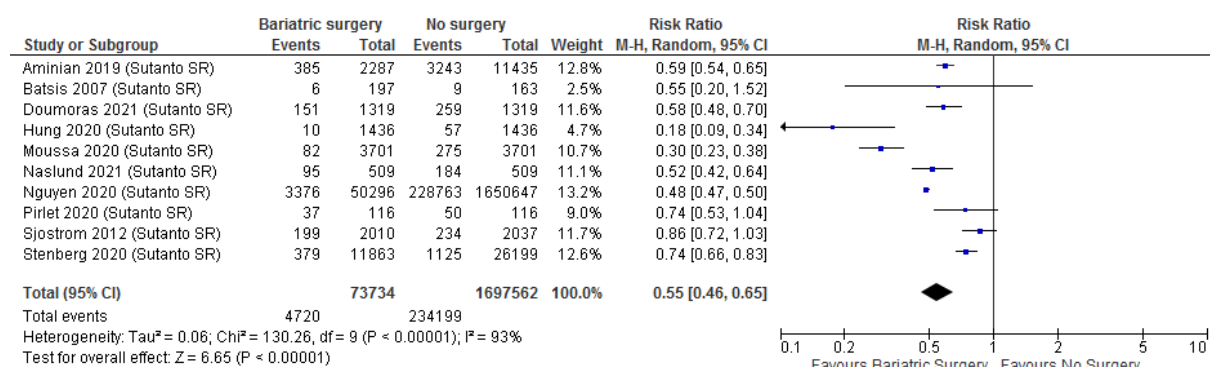 Bariatric surgery No surgery Risk Ratio Risk Ratio
Study or Subgroup Events Total Events Total Weight M-H, Random, 95% CI M-H, Random, 95% CI
Aminian 2019 (Sutanto SR) 385 2287 3243 11435 12.8% 0.59 [0.54, 0.65]
Batsis 2007 (Sutanto SR) 6 197 9 163 2.5% 0.55 [0.20, 1.52]
Doumoras 2021 (Sutanto SR) 151 1319 259 1319 11.6% 0.58 [0.48, 0.70]
Hung 2020 (Sutanto SR) 10 1436 57 1436 4.7% 0.18 [0.09, 0.34]
Moussa 2020 (Sutanto SR) 82 3701 275 3701 10.7% 0.30 [0.23, 0.38]
Naslund 2021 (Sutanto SR) 95 509 184 509 11.1% 0.52 [0.42, 0.64]
Nguyen 2020 (Sutanto SR) 3376 50296 228763 1650647 13.2% 0.48 [0.47, 0.50]
Pirlet 2020 (Sutanto SR) 37 116 50 116 9.0% 0.74 [0.53, 1.04]
Sjostrom 2012 (Sutanto SR) 199 2010 234 2037 11.7% 0.86 [0.72, 1.03]
Stenberg 2020 (Sutanto SR) 379 11863 1125 26199 12.6% 0.74 [0.66, 0.83]
Total (95% CI) 73734 1697562 100.0% 0.55 [0.46, 0.65]
Total events 4720 234199
Heterogeneity: Tau² = 0.06; Chi² = 130.26, df = 9 (P < 0.00001); I² = 93%
Test for overall effect: Z = 6.65 (P < 0.00001)
0.1 0.2 0.5 1 2 5 10
Favours Bariatric Surgery Favours No Surgery